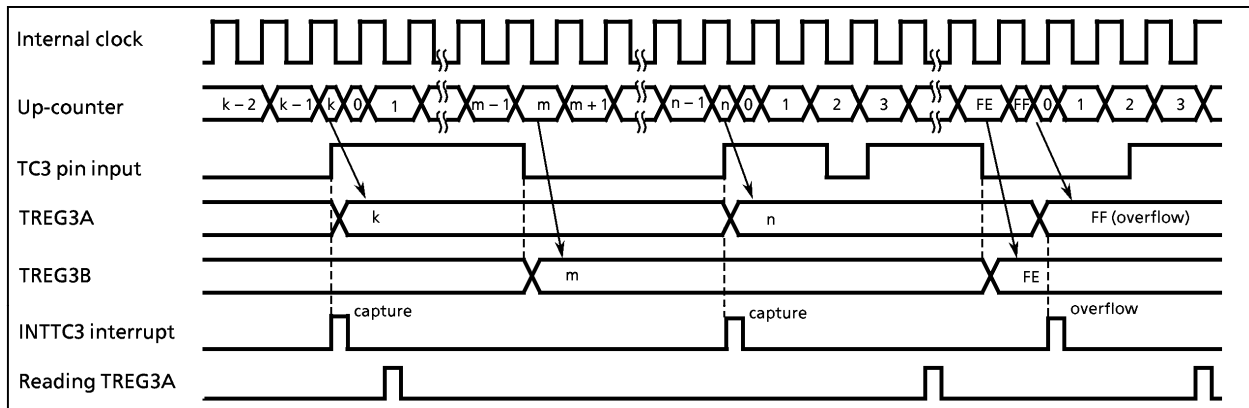 Internal clock
Up-counter k – 2 k – 1 k 0 1 m – 1 m m + 1 n – 1 n 0 1 2 3 FE FF 0 1 2 3
TC3 pin input
TREG3A k n FF (overflow)
TREG3B m FE
INTTC3 interrupt capture capture overflow
Reading TREG3A